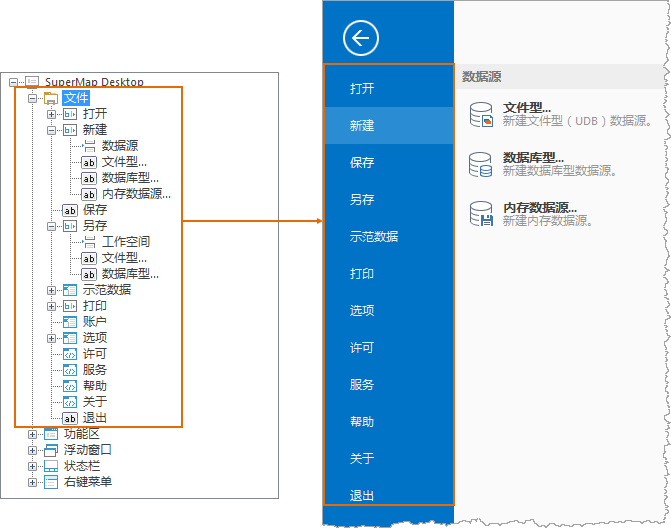 SuperMap Desktop
文件
打开
新建
数据源
文件型...
数据库型...
内存数据源...
保存
另存
工作空间
文件型...
数据库型...
示范数据
打印
账户
选项
许可
服务
帮助
关于
退出
功能区
浮动窗口
状态栏
右键菜单
打开
新建
保存
另存
示范数据
打印
选项
许可
服务
帮助
关于
退出
数据源
文件型...
新建文件型（UDB）数据源。
数据库型...
新建数据库型数据源。
内存数据源...
新建内存数据源。